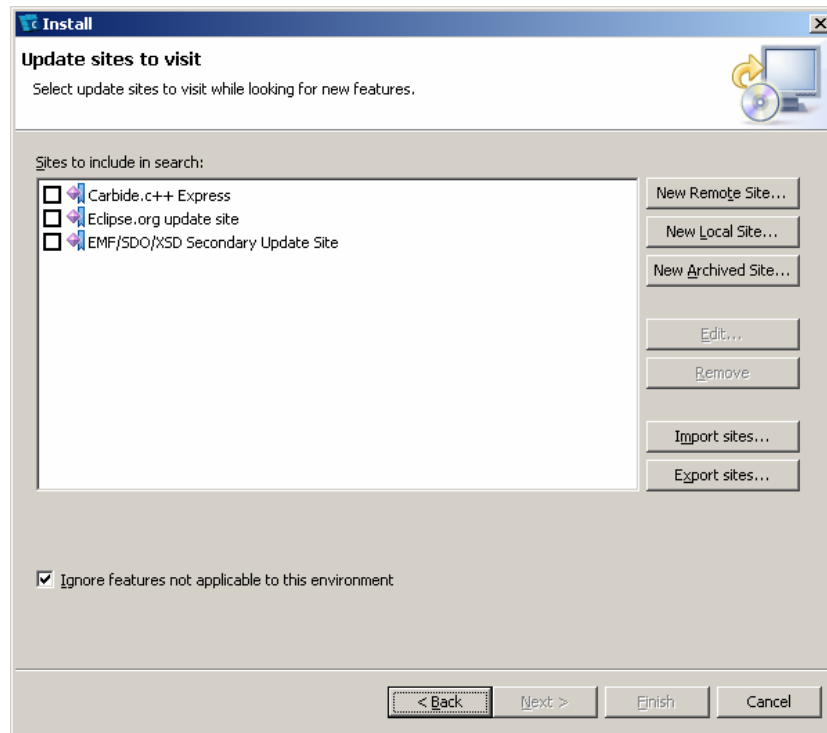 Install
Update sites to visit
Select update sites to visit while looking for new features.
Sites to include in search:
Carbide.c++ Express
Eclipse.org update site
EMF/SDO/XSD Secondary Update Site
New Remote Site...
New Local Site...
New Archived Site...
Edit...
Remove
Import sites...
Export sites...
Ignore features not applicable to this environment
< Back
Next >
Finish
Cancel